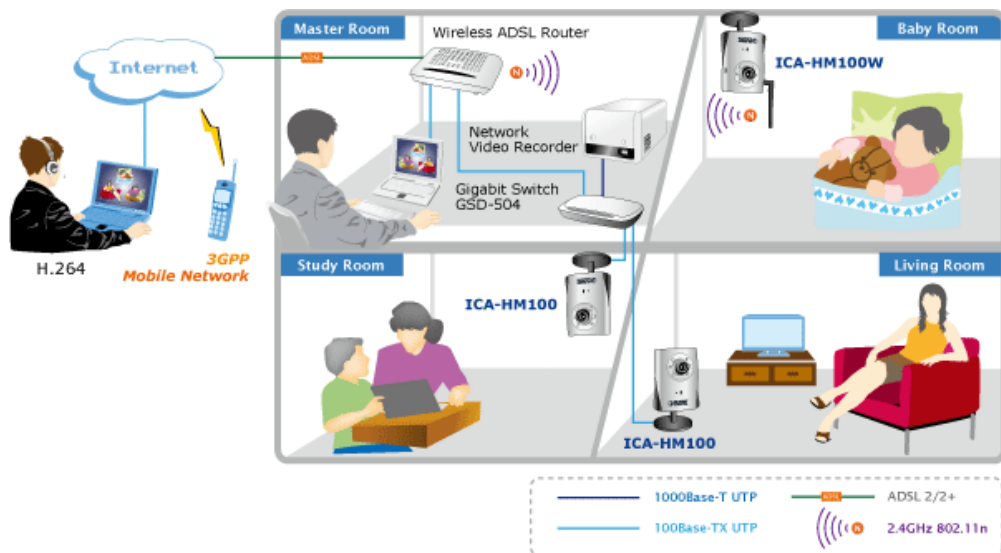 Master Room
Baby Room
Wireless ADSL Router
Internet
ADSL
N
ICA-HM100W
N
Network
Video Recorder
Gigabit Switch
GSD-504
H.264
3GPP
Mobile Network
Study Room
Living Room
ICA-HM100
ICA-HM100
1000Base-T UTP
ADSL
ADSL 2/2+
100Base-TX UTP
N
2.4GHz 802.11n